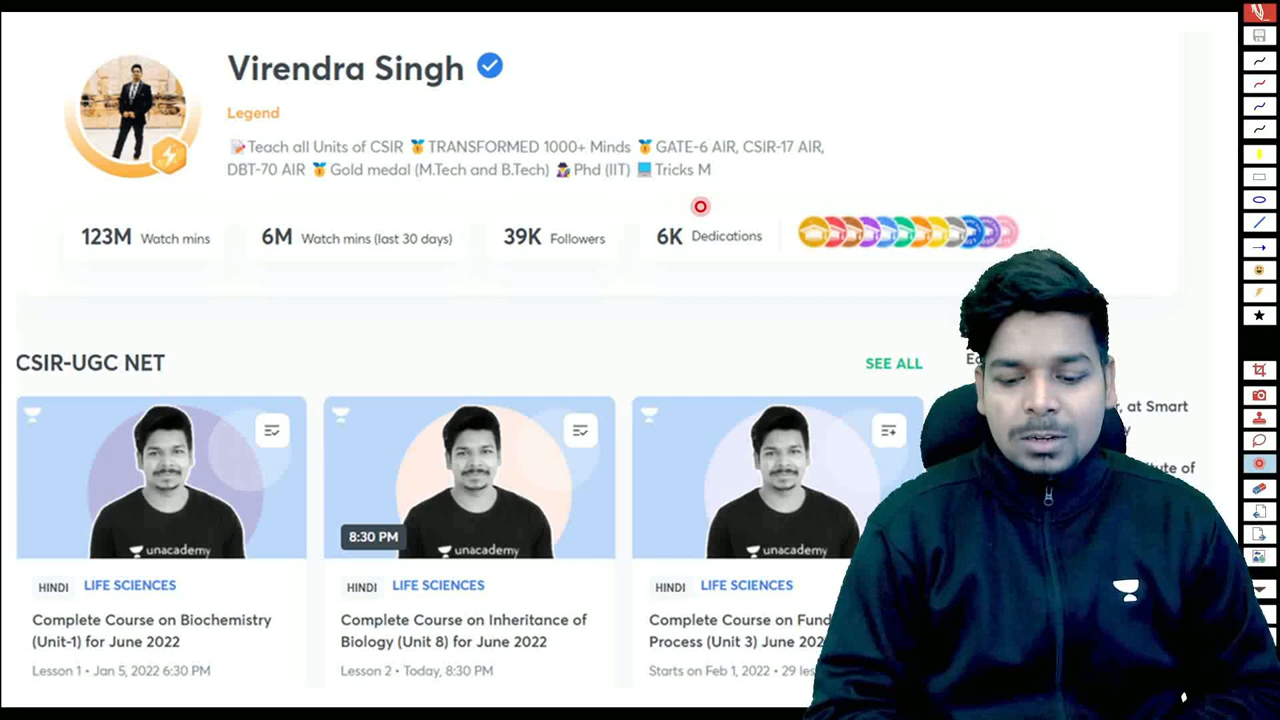 Virendra Singh
Legend
Teach all Units of CSIR TRANSFORMED 1000+ Minds GATE-6 AIR, CSIR-17 AIR,
DBT-70 AIR Gold medal (M.Tech and B.Tech) Phd (IIT) Tricks M
123M Watch mins 6M Watch mins (last 30 days) 39K Followers 6K Dedications
CSIR-UGC NET SEE ALL
, at Smart
unacademy unacademy unacademy
8:30 PM
HINDI LIFE SCIENCES HINDI LIFE SCIENCES HINDI LIFE SCIENCES
Complete Course on Biochemistry
(Unit-1) for June 2022
Lesson 1 • Jan 5, 2022 6:30 PM
Complete Course on Inheritance of
Biology (Unit 8) for June 2022
Lesson 2 • Today, 8:30 PM
Complete Course on
Process (Unit 3) June
Starts on Feb 1, 2022 • 29